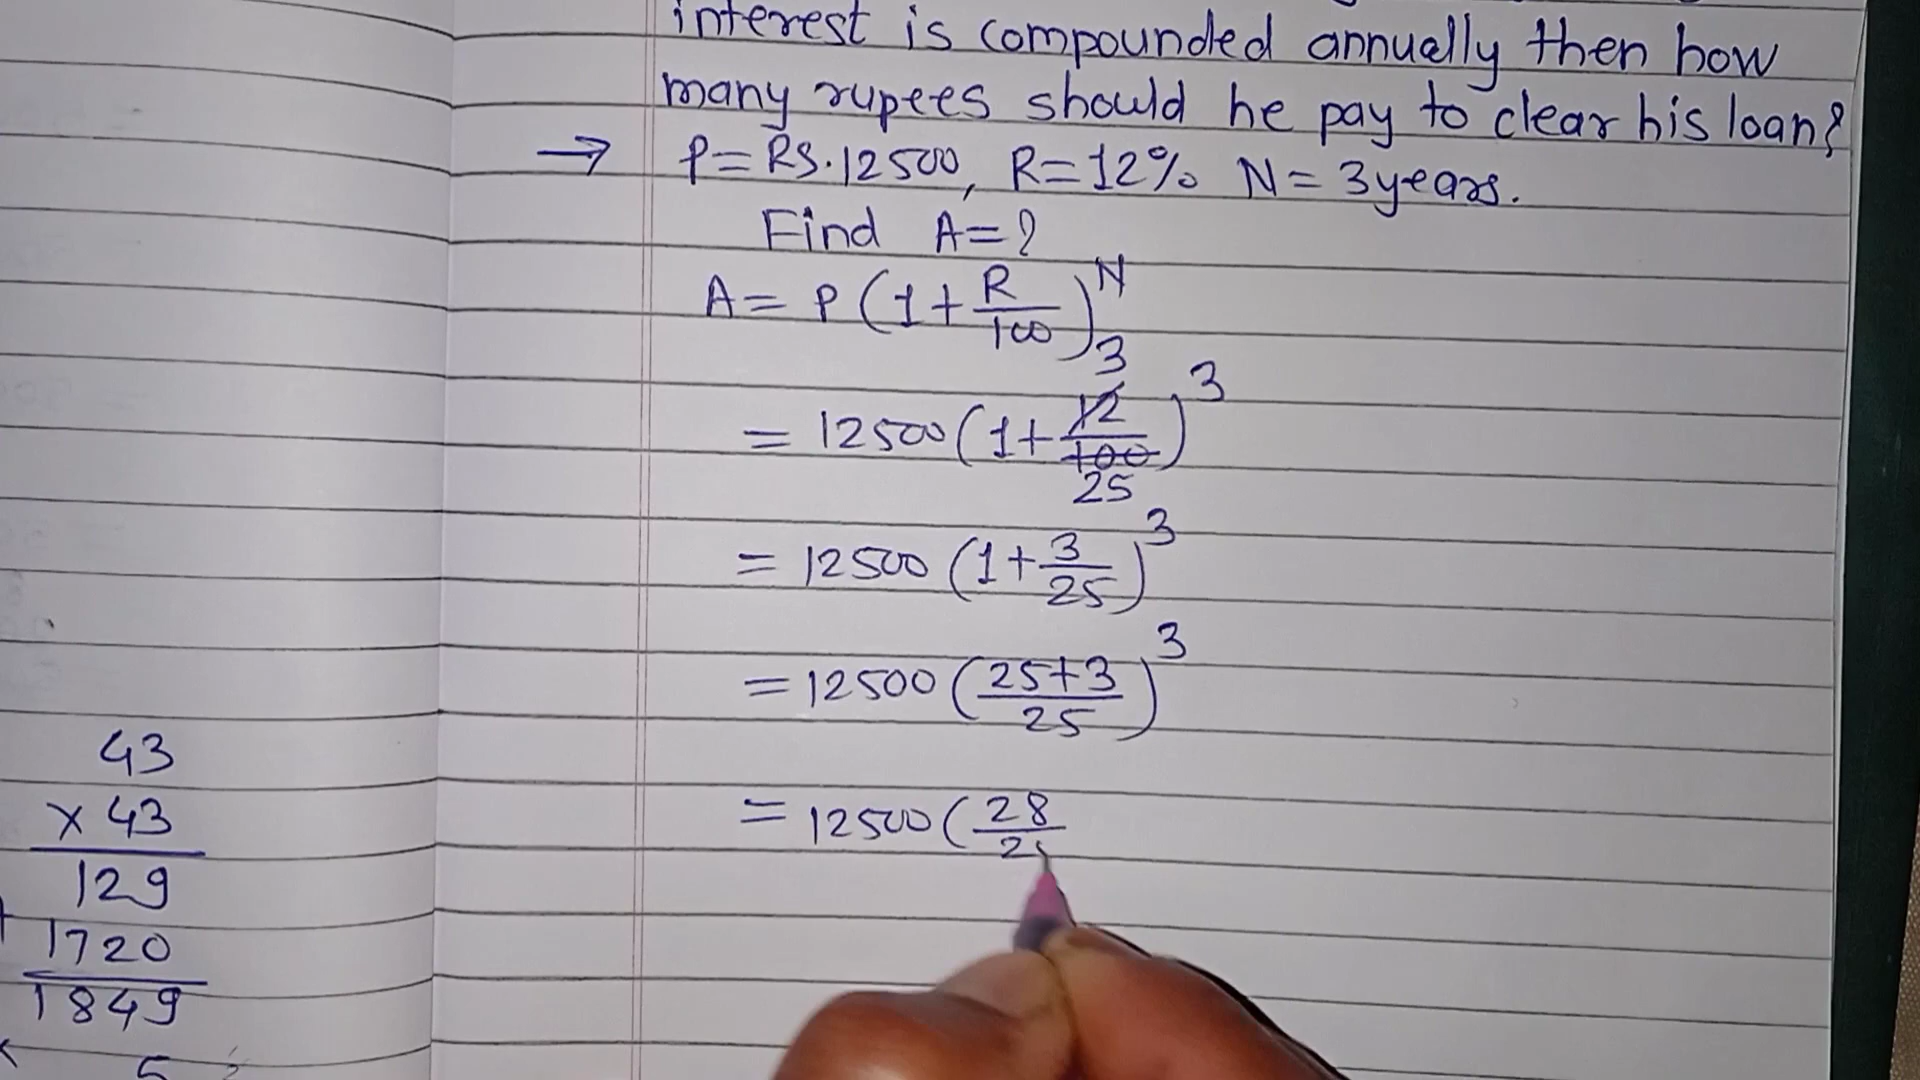 interest is compounded annually then how
many rupees should he pay to clear his loan?
→ P=Rs.12500, R=12% N=3years.
Find A=?
A= P(1+R/100)^N
3
= 12500(1+12/100)^3
25
= 12500(1+3/25)^3
=12500(25+3/25)^3
= 12500(28/2
43
x 43
129
1720
1849
5